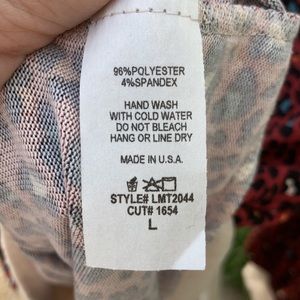 96%POLYESTER
4%SPANDEX
HAND WASH
WITH COLD WATER
DO NOT BLEACH
HANG OR LINE DRY
MADE IN U.S.A.
STYLE# LMT2044
CUT# 1654
L